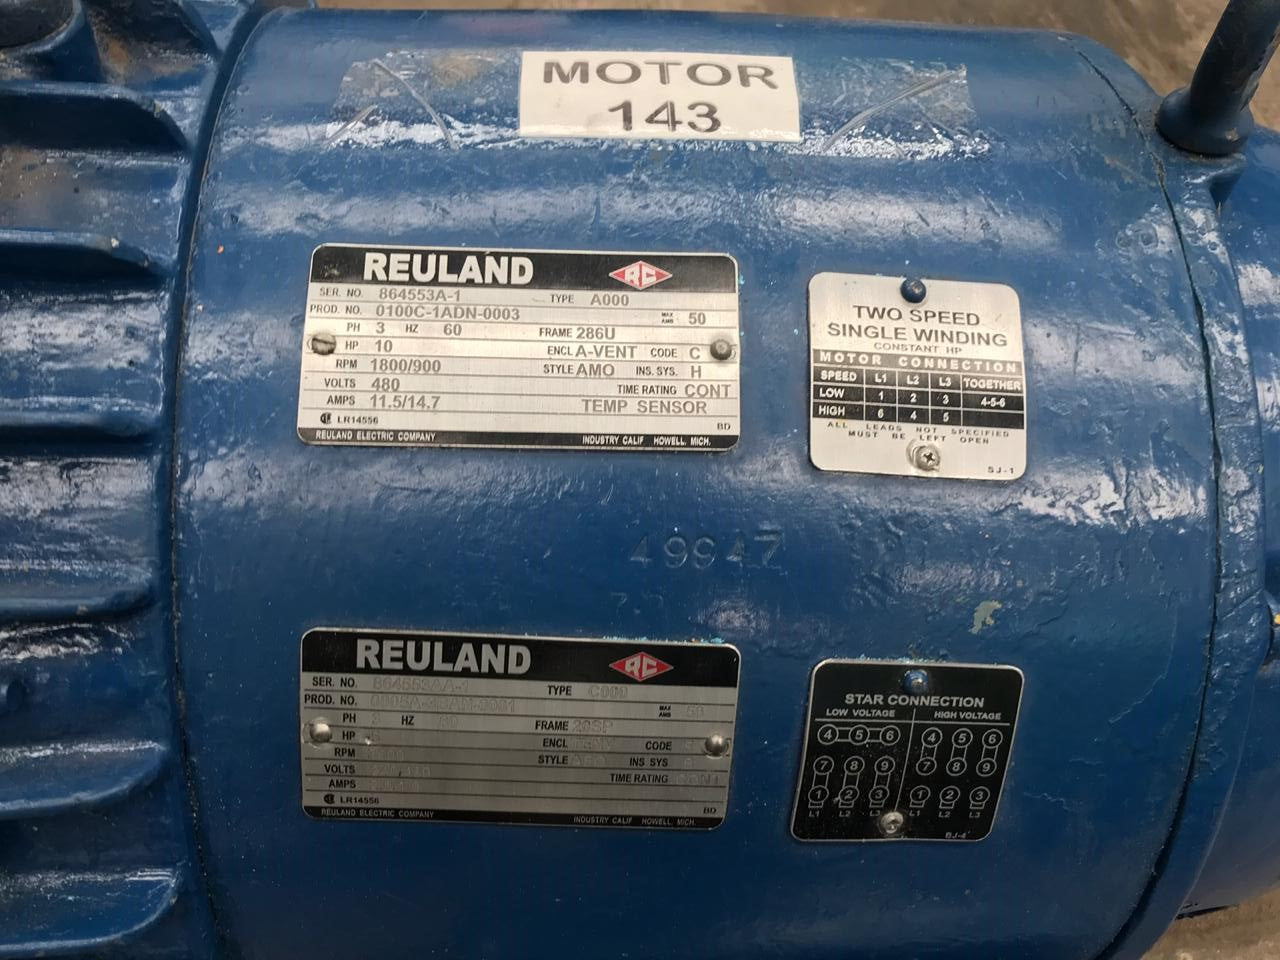 MOTOR
143
REULAND RG
SER. NO. 864553A-1 TYPE A000
PROD. NO. 0100C-1ADN-0003 MAX AMB 50
PH 3 HZ 60 FRAME 286U
HP 10 ENCL A-VENT CODE C
RPM 1800/900 STYLE AMO INS. SYS. H
VOLTS 480 TIME RATING CONT
AMPS 11.5/14.7 TEMP SENSOR
LR14556 BD
REULAND ELECTRIC COMPANY INDUSTRY CALIF HOWELL. MICH.
TWO SPEED
SINGLE WINDING
CONSTANT HP
MOTOR CONNECTION
SPEED L1 L2 L3 TOGETHER
LOW 1 2 3 4-5-6
HIGH 6 4 5
ALL LEADS NOT SPECIFIED
MUST BE LEFT OPEN
SJ-1
REULAND RG
SER. NO. 864553AA-1 TYPE C000
PROD. NO. MAX AMB 50
PH 3 HZ FRAME
HP ENCL CODE
RPM STYLE INS SYS
VOLTS TIME RATING CONT
AMPS
LR14556 BD
REULAND ELECTRIC COMPANY INDUSTRY CALIF HOWELL. MICH.
STAR CONNECTION
LOW VOLTAGE HIGH VOLTAGE
4 5 6 4 5 6
7 8 9 7 8 9
1 2 3 1 2 3
L1 L2 L3 L1 L2 L3